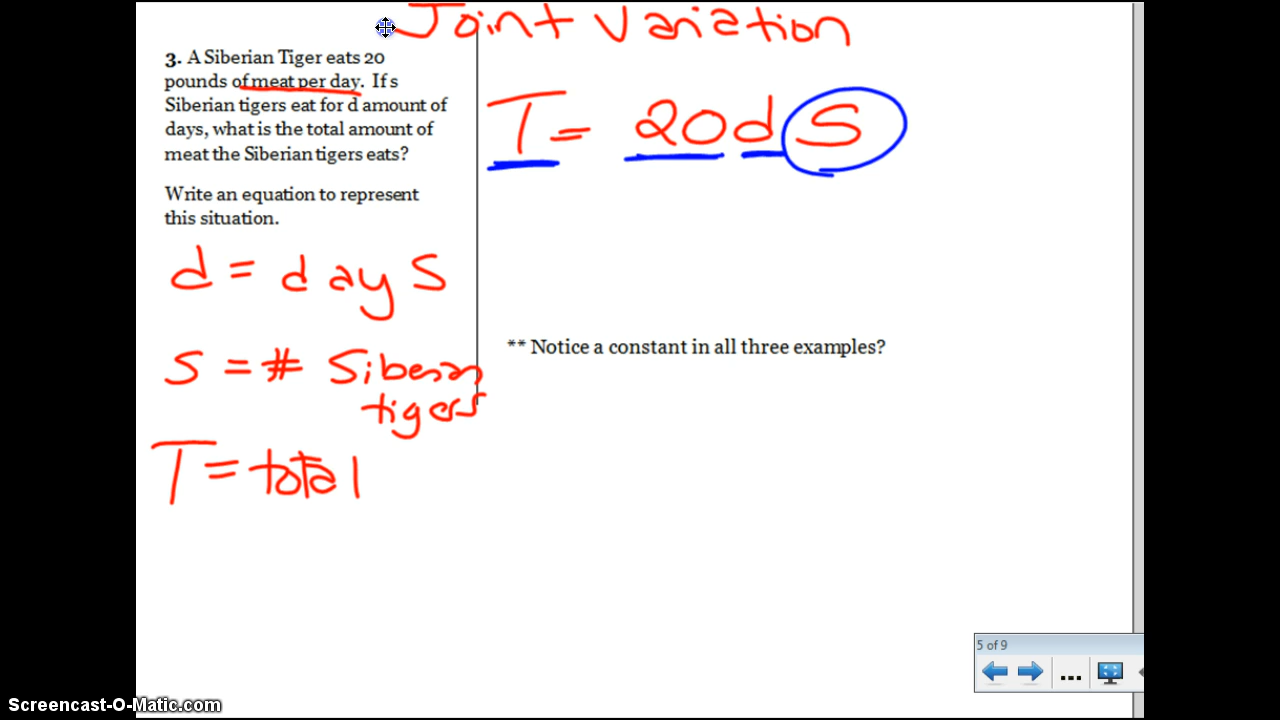 Joint Variation
3. A Siberian Tiger eats 20
pounds of meat per day. If s
Siberian tigers eat for d amount of
days, what is the total amount of
meat the Siberian tigers eats?
Write an equation to represent
this situation.
d = days
s = # Siberian
tigers
T = total
T = 20dS
** Notice a constant in all three examples?
5 of 9
...
Screencast-O-Matic.com